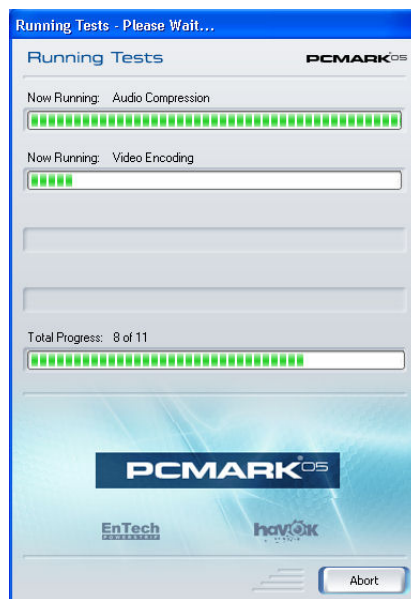 Running Tests - Please Wait...
Running Tests PCMARK05
Now Running: Audio Compression
Now Running: Video Encoding
Total Progress: 8 of 11
PCMARK05
EnTech
POWERSTRIP
havok
Abort